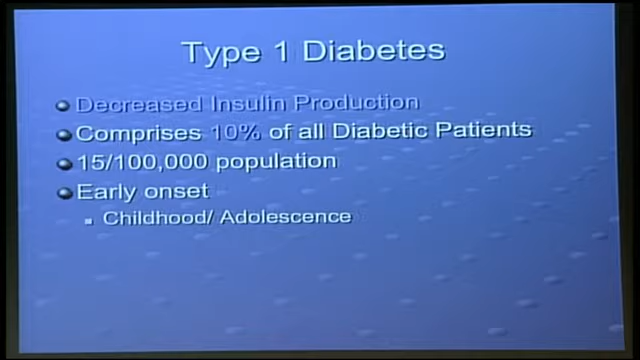 Type 1 Diabetes
Decreased Insulin Production
Comprises 10% of all Diabetic Patients
15/100,000 population
Early onset
Childhood/ Adolescence